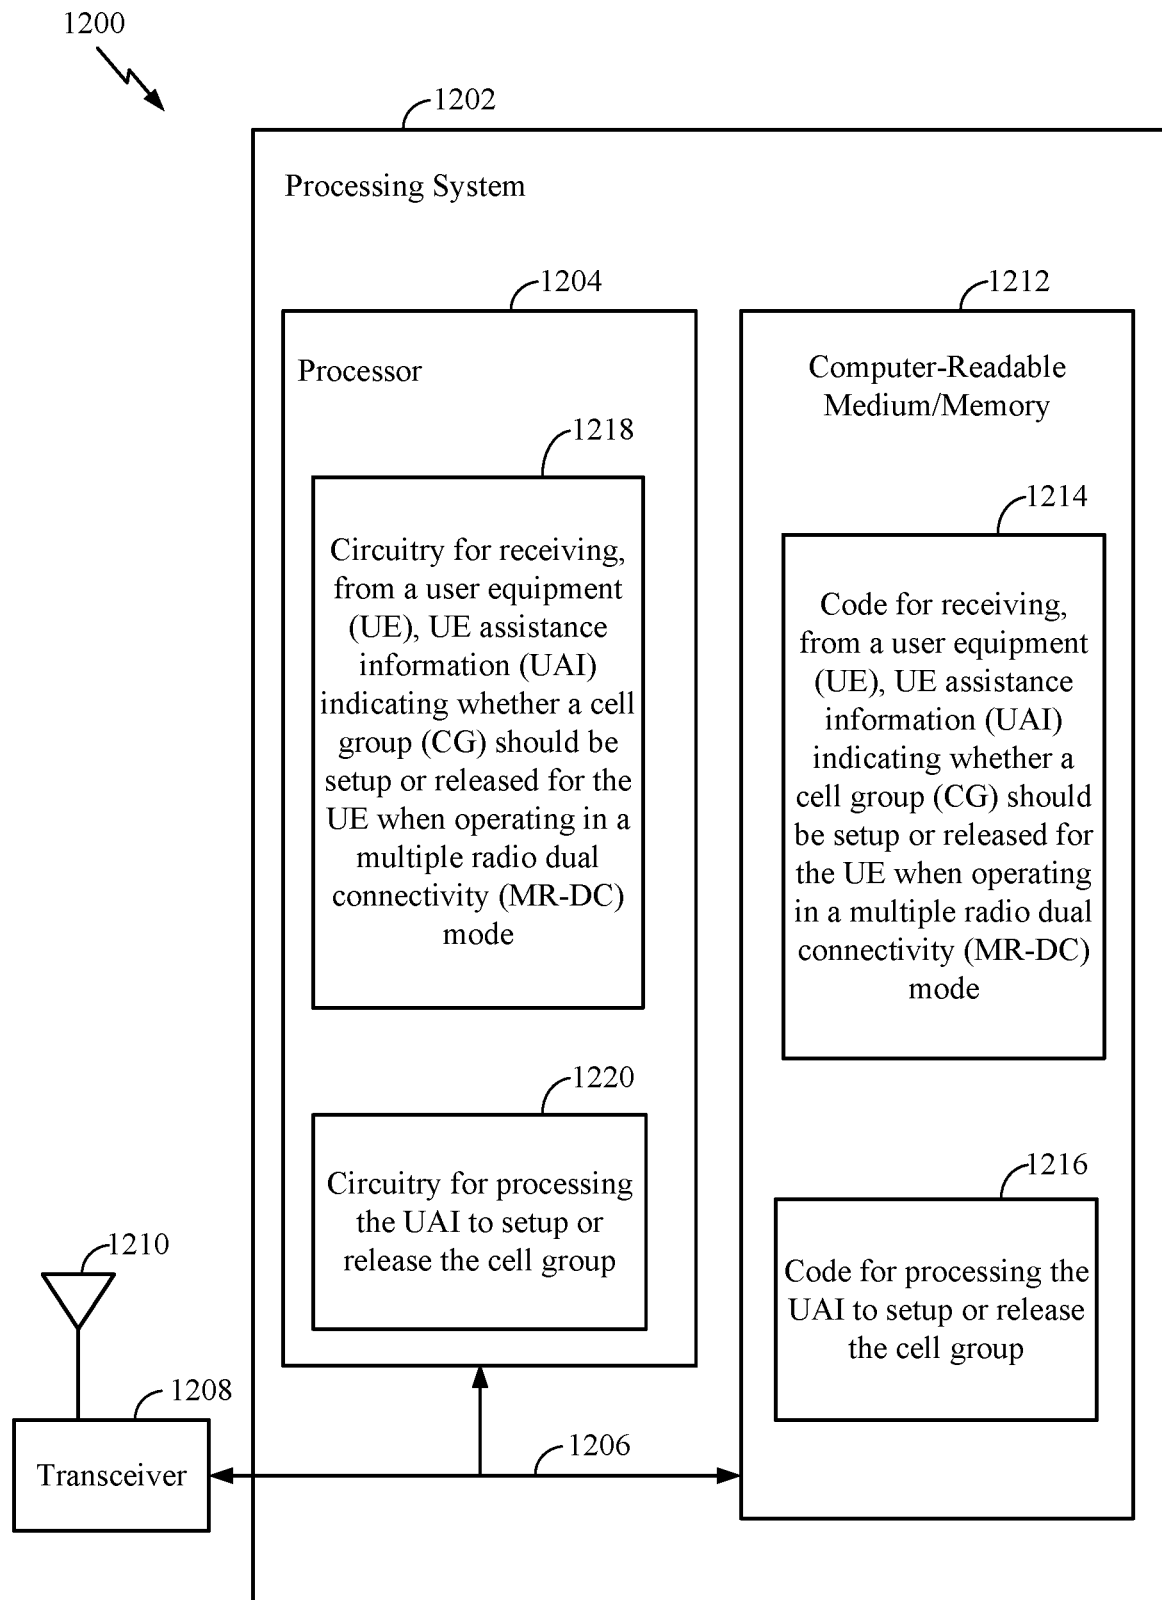 1200
1202
Processing System
1204
Processor
1218
Circuitry for receiving,
from a user equipment
(UE), UE assistance
information (UAI)
indicating whether a cell
group (CG) should be
setup or released for the
UE when operating in a
multiple radio dual
connectivity (MR-DC)
mode
1220
Circuitry for processing
the UAI to setup or
release the cell group
1212
Computer-Readable
Medium/Memory
1214
Code for receiving,
from a user equipment
(UE), UE assistance
information (UAI)
indicating whether a
cell group (CG) should
be setup or released for
the UE when operating
in a multiple radio dual
connectivity (MR-DC)
mode
1216
Code for processing the
UAI to setup or release
the cell group
1210
1208
Transceiver
1206